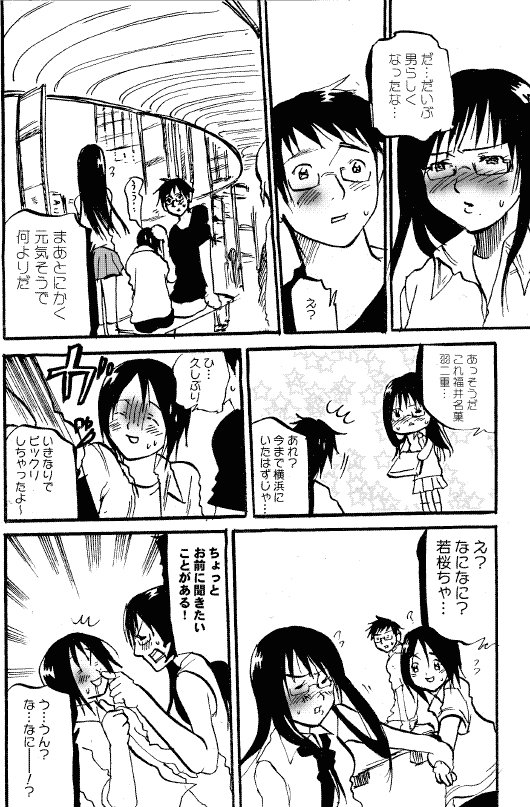 だ…だいぶ
男らしく
なったな…
え？
まあとにかく
元気そうで
何よりだ
あっそうだ
これ福井名菓
羽二重…
あれ？
今まで横浜に
いたはずじゃ…
ひ…
久しぶり
ガバ
いきなりで
ビックリ
しちゃったよ～
え？
なになに？
若桜ちゃ…
ちょっと
お前に聞きたい
ことがある！
う…うん？
な…なに—！？